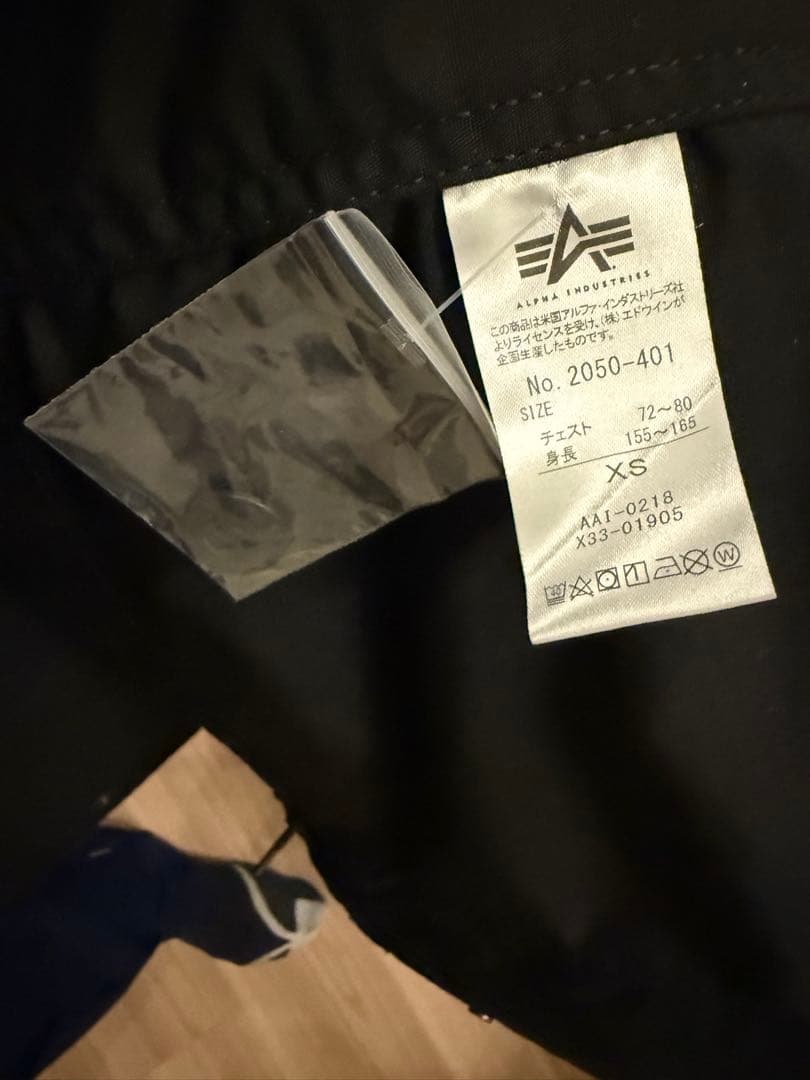 ALPHA INDUSTRIES
この商品は米国アルファ・インダストリーズ社
よりライセンスを受け、(株)エドウインが
企画生産したものです。
No. 2050-401
SIZE
チェスト 72～80
身長 155～165
XS
AAI-0218
X33-01905